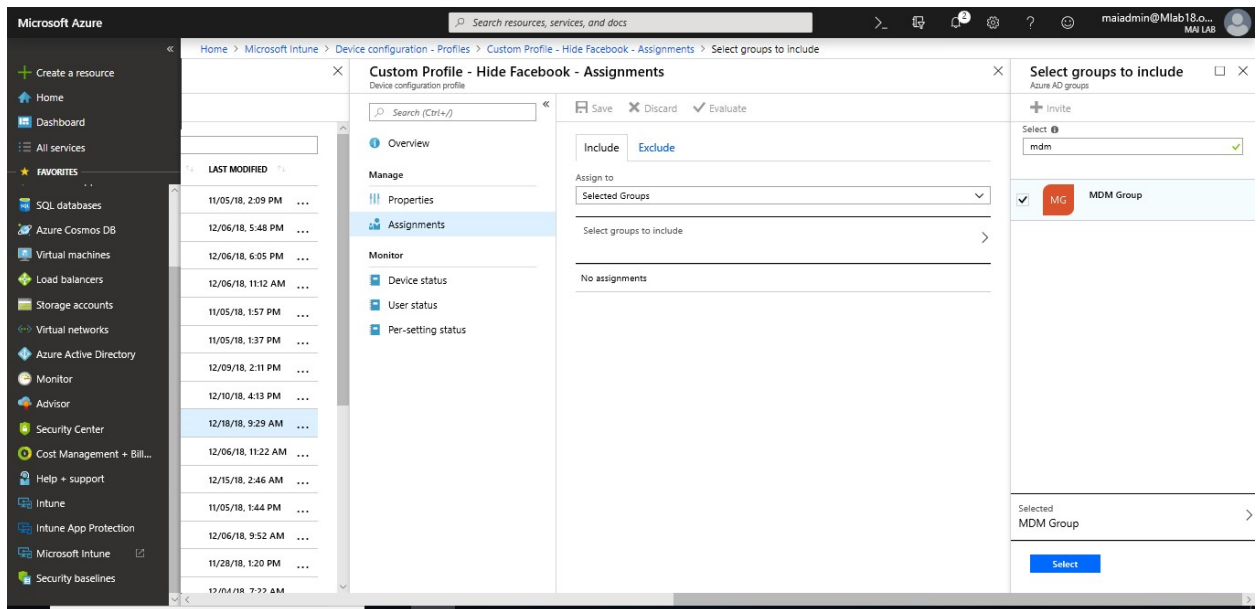 Microsoft Azure
Search resources, services, and docs
2
maiadmin@Mlab18.o...
MAI LAB
Home > Microsoft Intune > Device configuration - Profiles > Custom Profile - Hide Facebook - Assignments > Select groups to include
Create a resource
Home
Dashboard
All services
FAVORITES
SQL databases
Azure Cosmos DB
Virtual machines
Load balancers
Storage accounts
Virtual networks
Azure Active Directory
Monitor
Advisor
Security Center
Cost Management + Bill...
Help + support
Intune
Intune App Protection
Microsoft Intune
Security baselines
LAST MODIFIED
11/05/18, 2:09 PM ...
12/06/18, 5:48 PM ...
12/06/18, 6:05 PM ...
12/06/18, 11:12 AM ...
11/05/18, 1:57 PM ...
11/05/18, 1:37 PM ...
12/09/18, 2:11 PM ...
12/10/18, 4:13 PM ...
12/18/18, 9:29 AM ...
12/06/18, 11:22 AM ...
12/15/18, 2:46 AM ...
11/05/18, 1:44 PM ...
12/06/18, 9:52 AM ...
11/28/18, 1:20 PM ...
12/04/18, 7:22 AM
Custom Profile - Hide Facebook - Assignments
Device configuration profile
Search (Ctrl+/)
Overview
Manage
Properties
Assignments
Monitor
Device status
User status
Per-setting status
Save Discard Evaluate
Include Exclude
Assign to
Selected Groups
Select groups to include
No assignments
Select groups to include
Azure AD groups
Invite
Select
mdm
MG MDM Group
Selected
MDM Group
Select